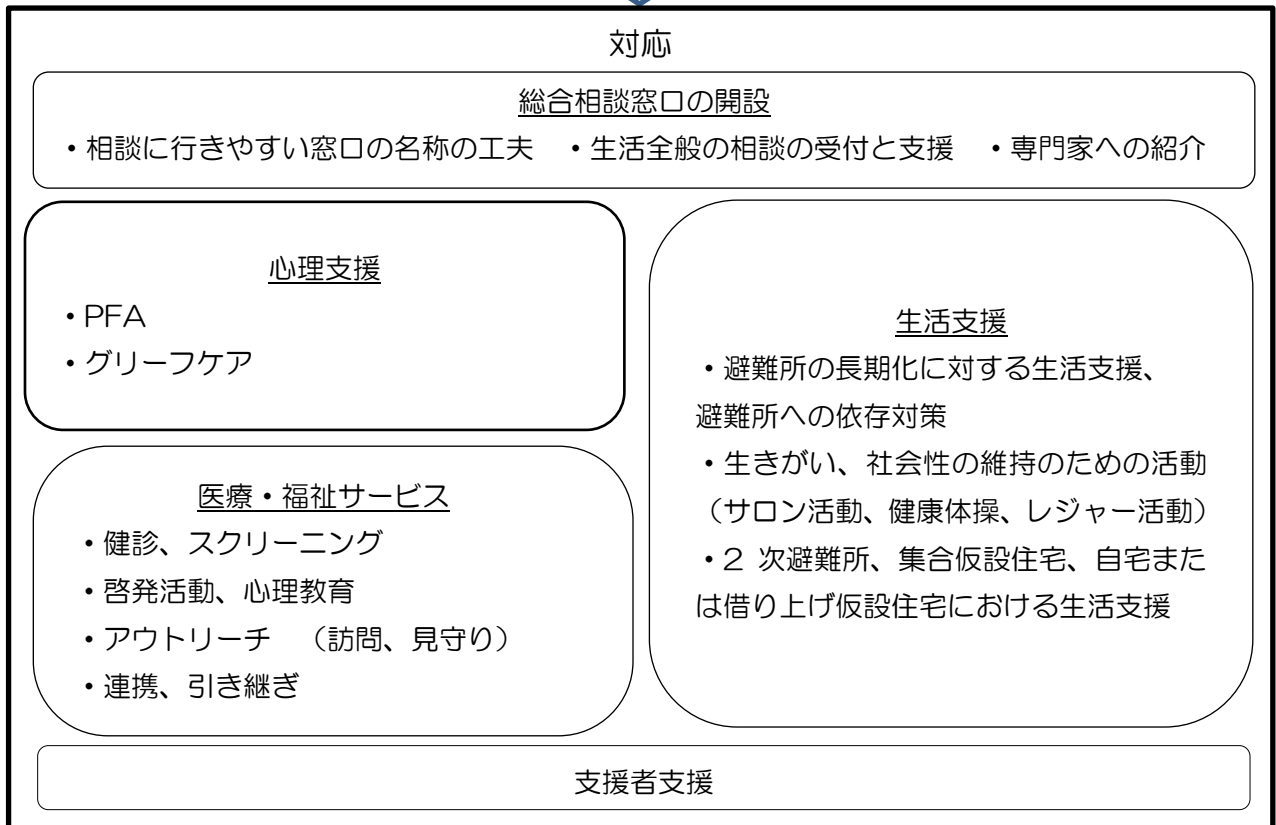 対応
総合相談窓口の開設
・相談に行きやすい窓口の名称の工夫　・生活全般の相談の受付と支援　・専門家への紹介
心理支援
・PFA
・グリーフケア
医療・福祉サービス
・健診、スクリーニング
・啓発活動、心理教育
・アウトリーチ　（訪問、見守り）
・連携、引き継ぎ
生活支援
・避難所の長期化に対する生活支援、
避難所への依存対策
・生きがい、社会性の維持のための活動
（サロン活動、健康体操、レジャー活動）
・2 次避難所、集合仮設住宅、自宅また
は借り上げ仮設住宅における生活支援
支援者支援